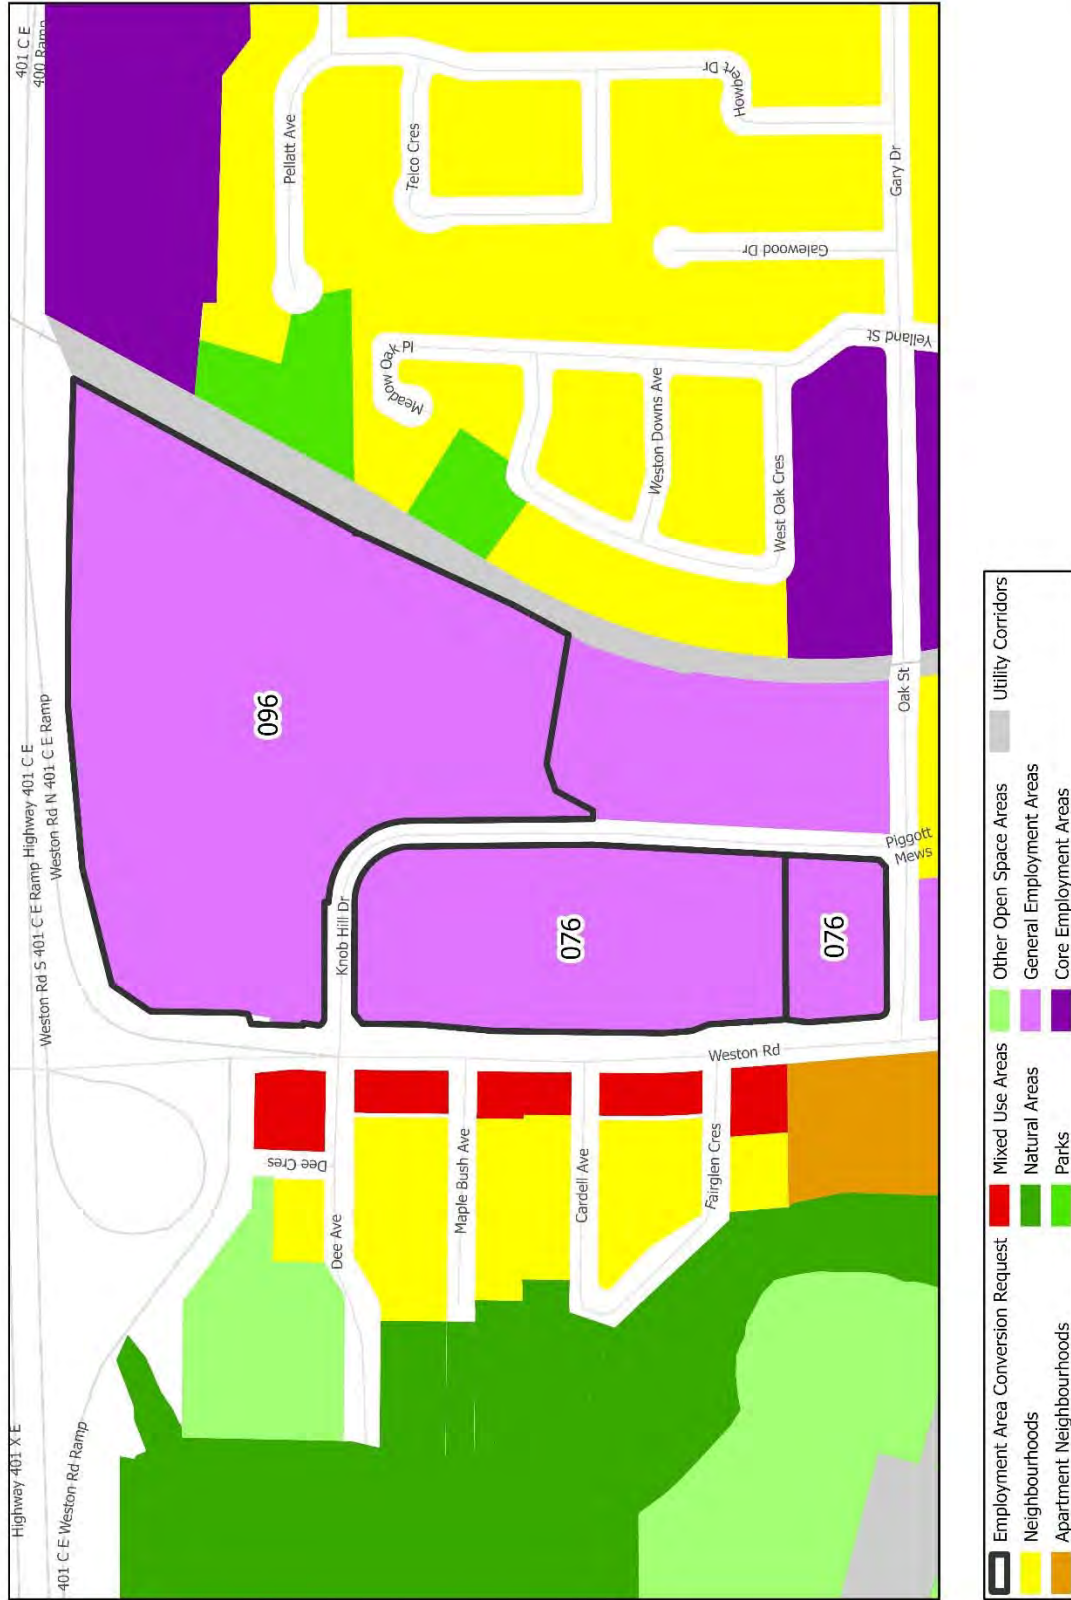 Highway 401 X E
401 C E Weston Rd Ramp
Weston Rd S 401 C E Ramp
Highway 401 C E
Weston Rd N 401 C E Ramp
401 C E
400 Ramp
Pellatt Ave
Telco Cres
Howbert Dr
Galewood Dr
Gary Dr
Yelland St
Meadow Oak Pl
Weston Downs Ave
West Oak Cres
Oak St
Piggott
Mews
096
Knob Hill Dr
076
076
Weston Rd
Dee Cres
Dee Ave
Maple Bush Ave
Cardell Ave
Fairglen Cres
Employment Area Conversion Request
Neighbourhoods
Apartment Neighbourhoods
Mixed Use Areas
Natural Areas
Parks
Other Open Space Areas
General Employment Areas
Core Employment Areas
Utility Corridors